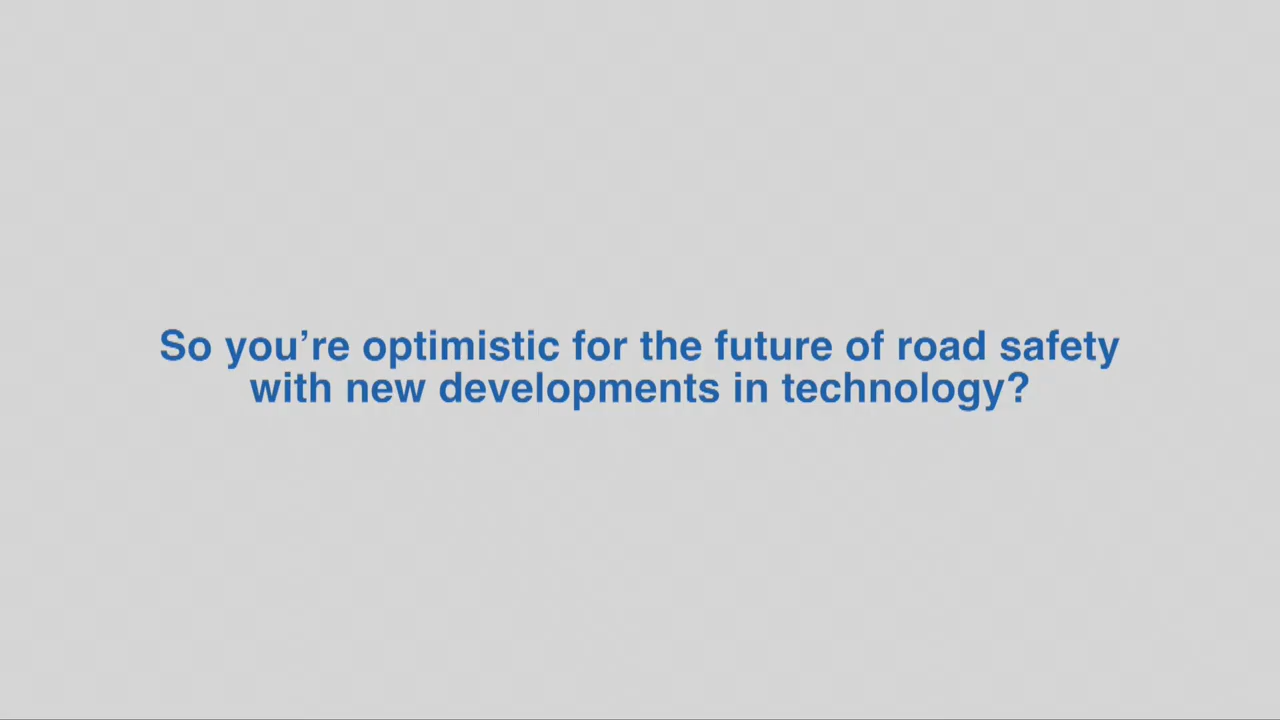 So you’re optimistic for the future of road safety
with new developments in technology?